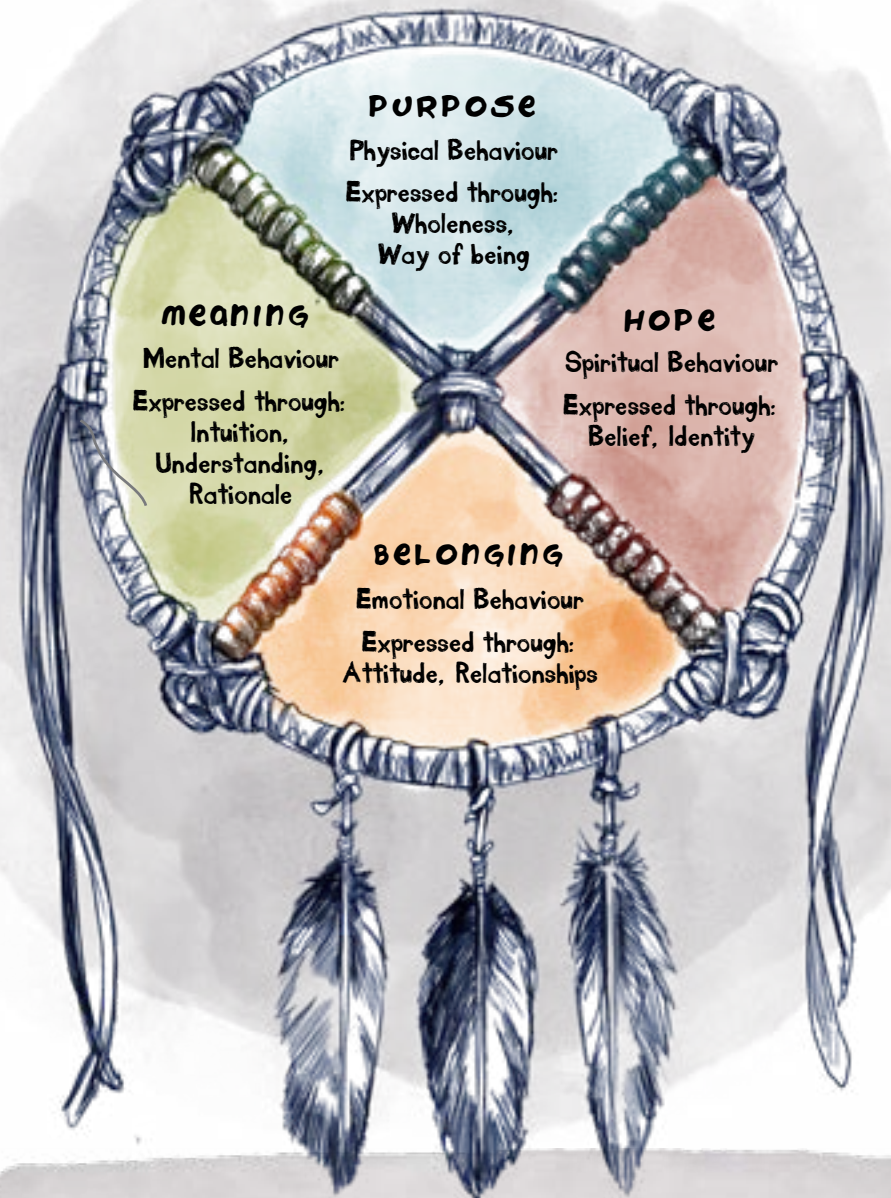 PURPOSE
Physical Behaviour
Expressed through:
Wholeness,
Way of being
meaning
Mental Behaviour
Expressed through:
Intuition,
Understanding,
Rationale
HOPE
Spiritual Behaviour
Expressed through:
Belief, Identity
BELONGING
Emotional Behaviour
Expressed through:
Attitude, Relationships